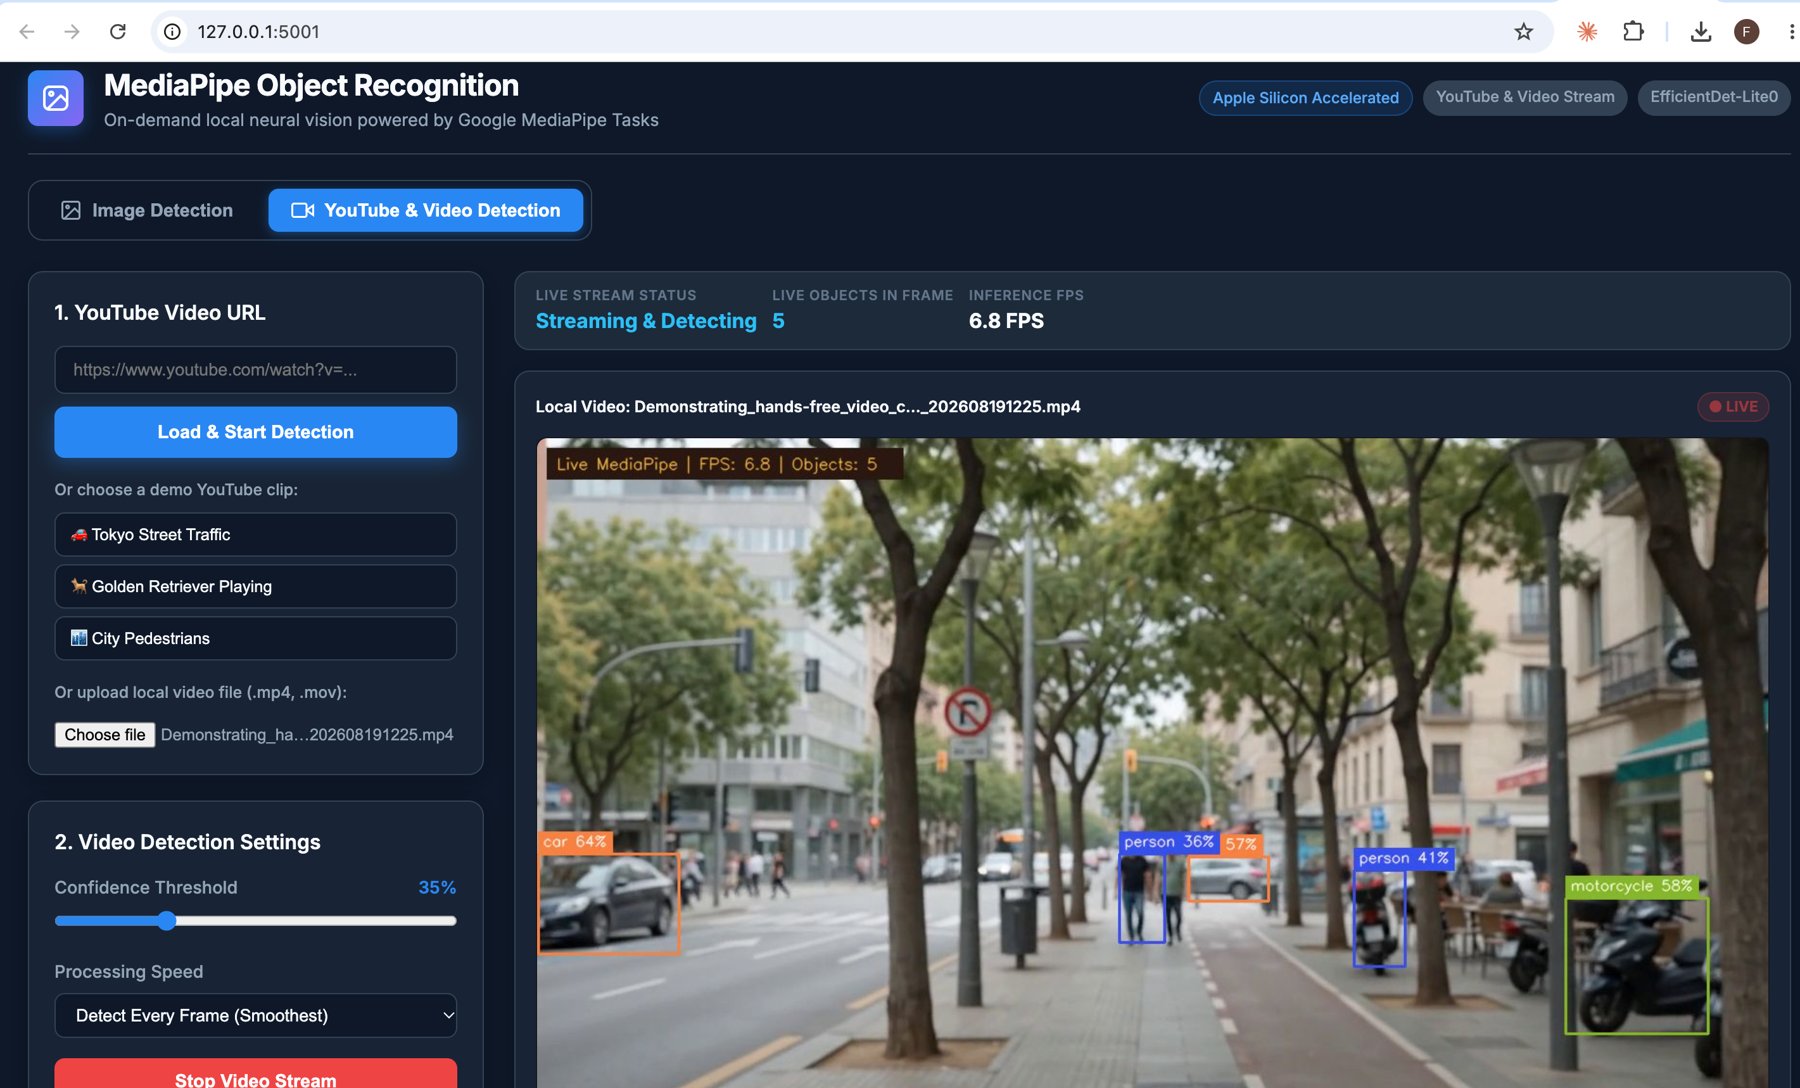 127.0.0.1:5001
F
MediaPipe Object Recognition
On-demand local neural vision powered by Google MediaPipe Tasks
Apple Silicon Accelerated
YouTube & Video Stream
EfficientDet-Lite0
Image Detection
YouTube & Video Detection
1. YouTube Video URL
https://www.youtube.com/watch?v=...
Load & Start Detection
Or choose a demo YouTube clip:
Tokyo Street Traffic
Golden Retriever Playing
City Pedestrians
Or upload local video file (.mp4, .mov):
Choose file Demonstrating_ha...202608191225.mp4
2. Video Detection Settings
Confidence Threshold 35%
Processing Speed
Detect Every Frame (Smoothest)
Stop Video Stream
LIVE STREAM STATUS
Streaming & Detecting
LIVE OBJECTS IN FRAME
5
INFERENCE FPS
6.8 FPS
Local Video: Demonstrating_hands-free_video_c..._202608191225.mp4
LIVE
Live MediaPipe | FPS: 6.8 | Objects: 5
car 64%
person 36%
57%
person 41%
motorcycle 58%